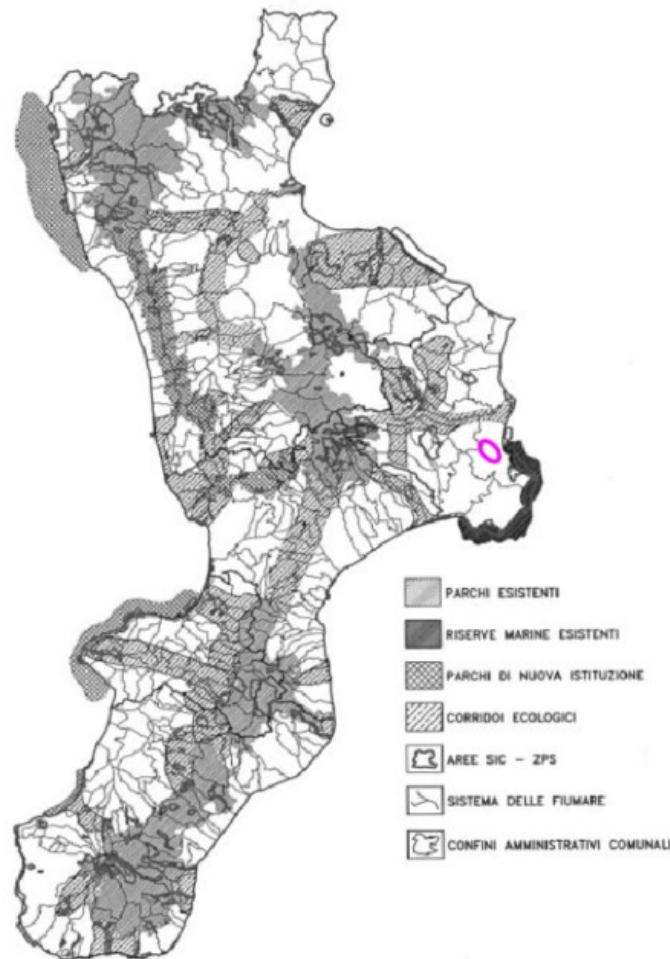 PARCHI ESISTENTI
RISERVE MARINE ESISTENTI
PARCHI DI NUOVA ISTITUZIONE
CORRIDOI ECOLOGICI
AREE SIC - ZPS
SISTEMA DELLE FIUMARE
CONFINI AMMINISTRATIVI COMUNALI